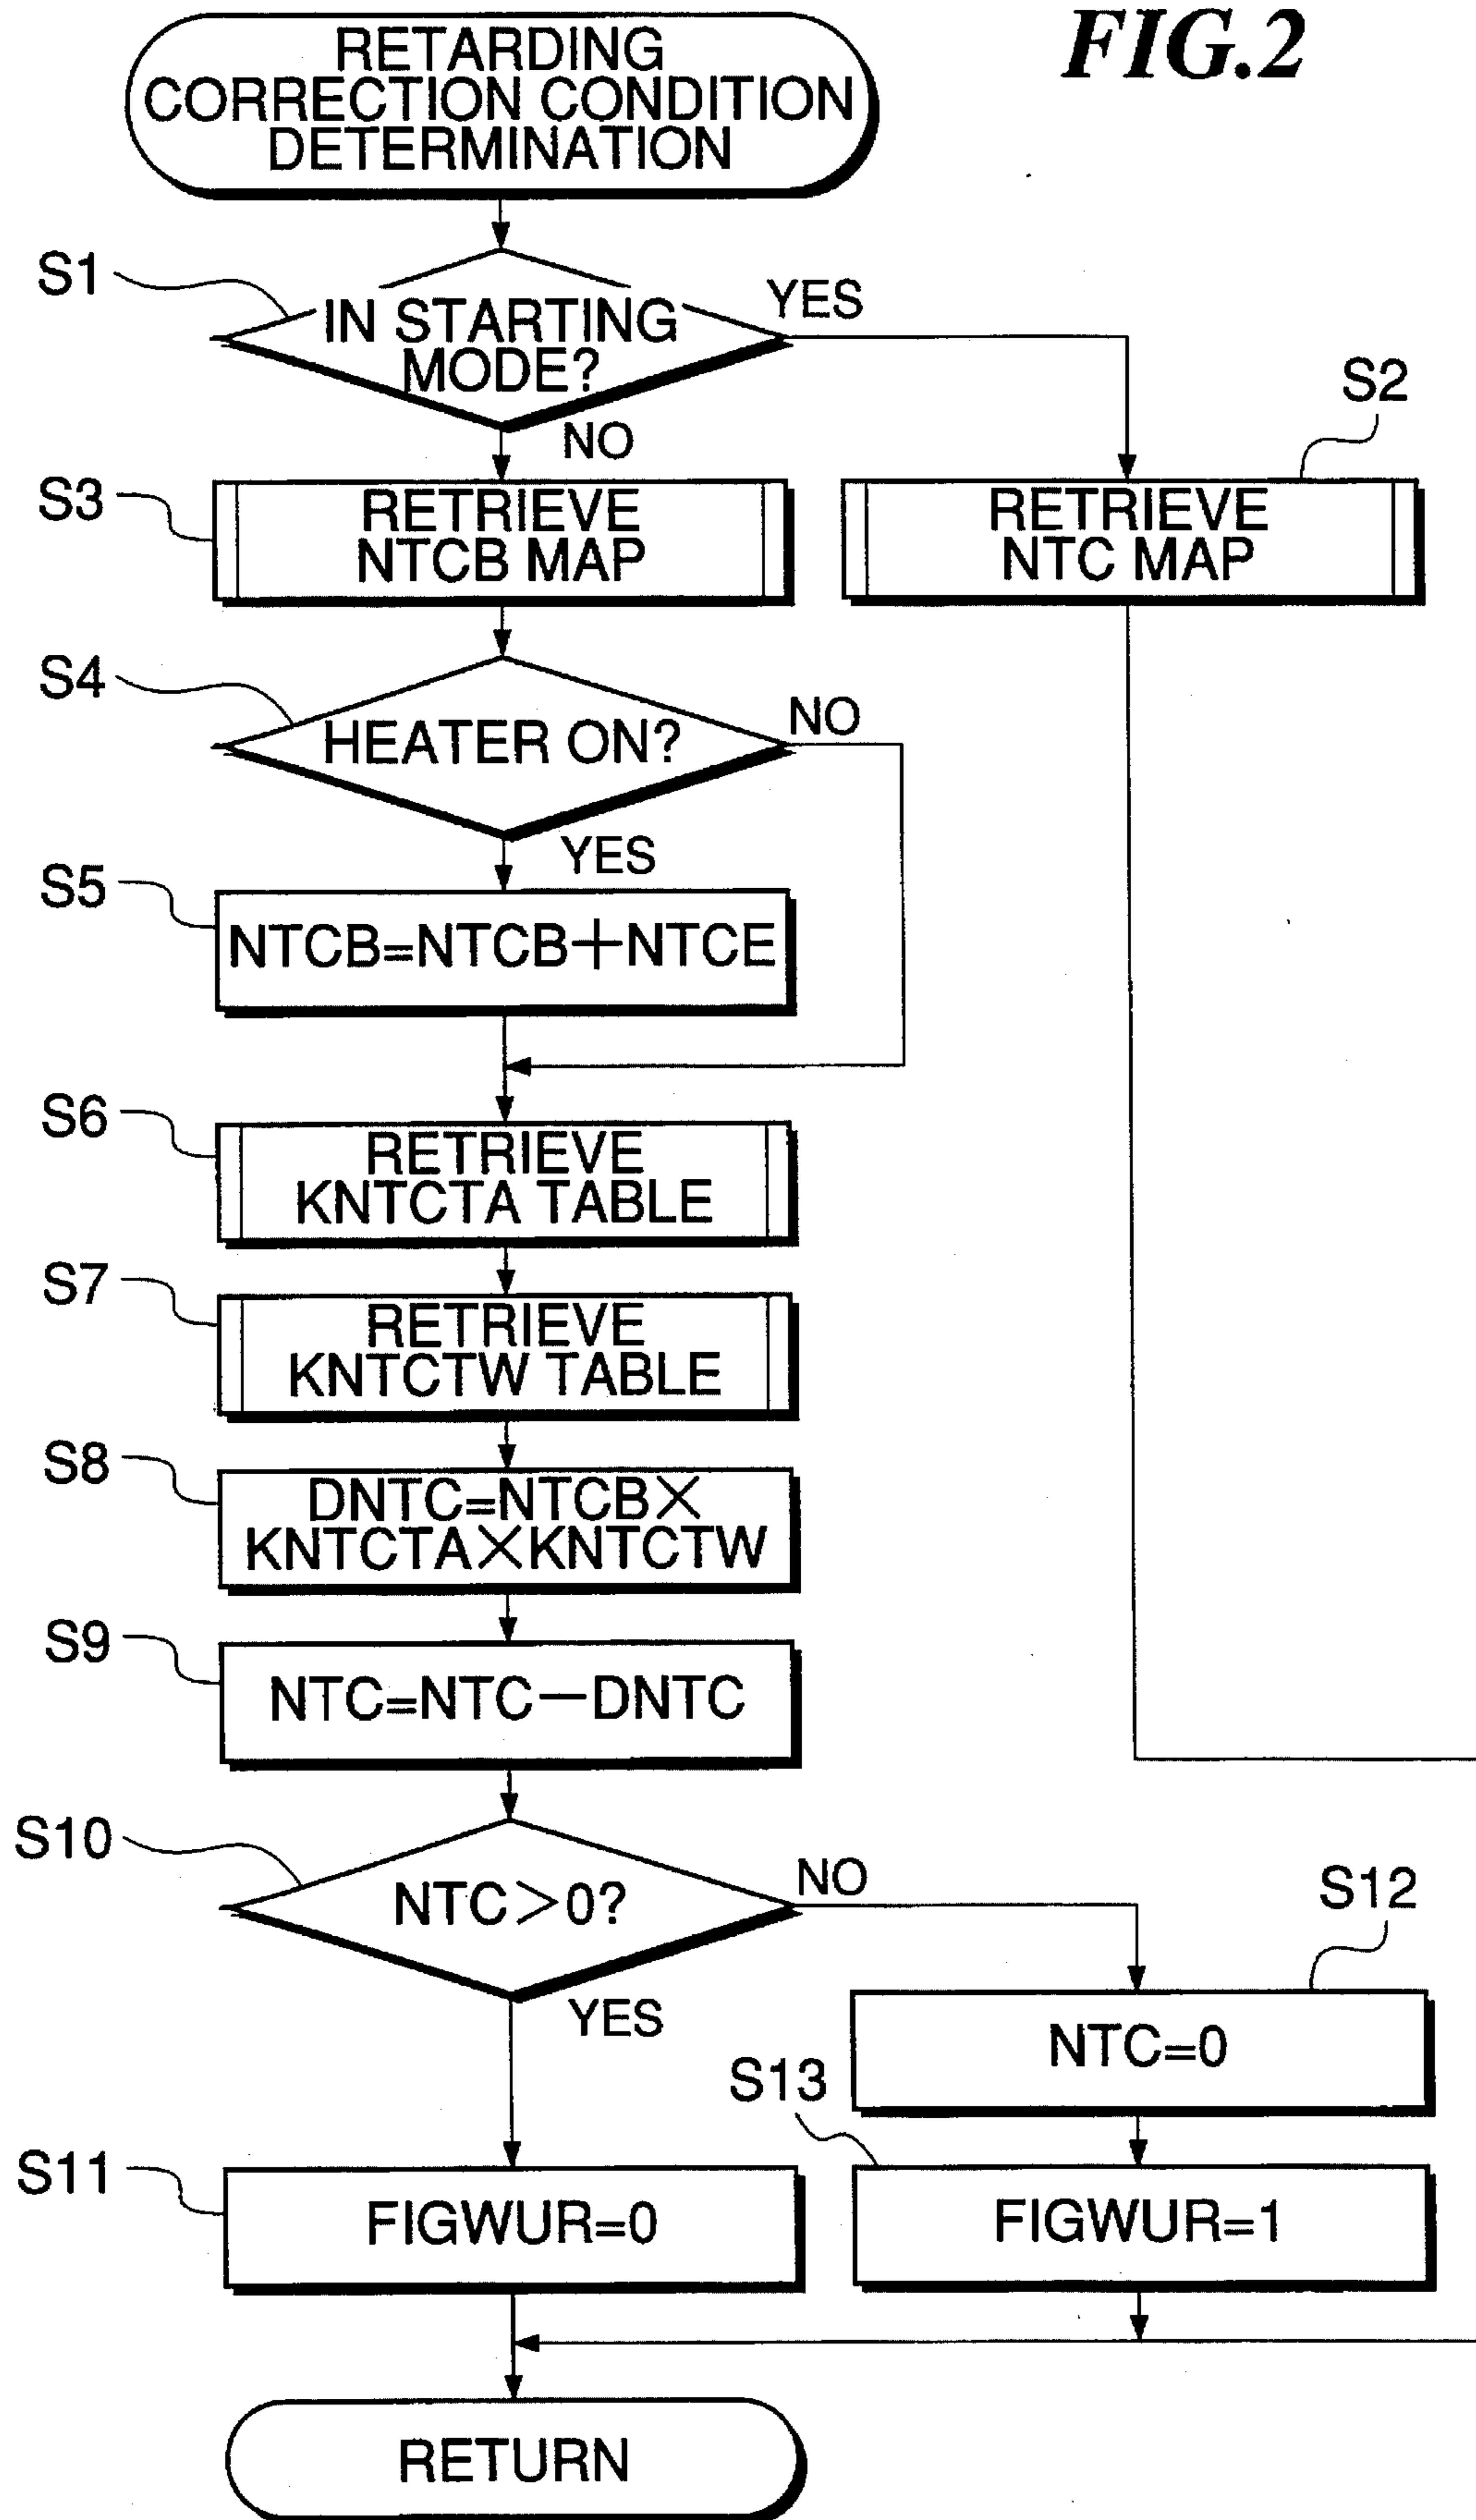 FIG.2
RETARDING
CORRECTION CONDITION
DETERMINATION
S1
IN STARTING
MODE?
YES
NO
S2
RETRIEVE
NTC MAP
S3
RETRIEVE
NTCB MAP
S4
HEATER ON?
NO
YES
S5
NTCB=NTCB+NTCE
S6
RETRIEVE
KNTCTA TABLE
S7
RETRIEVE
KNTCTW TABLE
S8
DNTC=NTCB×
KNTCTA×KNTCTW
S9
NTC=NTC−DNTC
S10
NTC>0?
NO
YES
S12
NTC=0
S13
FIGWUR=1
S11
FIGWUR=0
RETURN